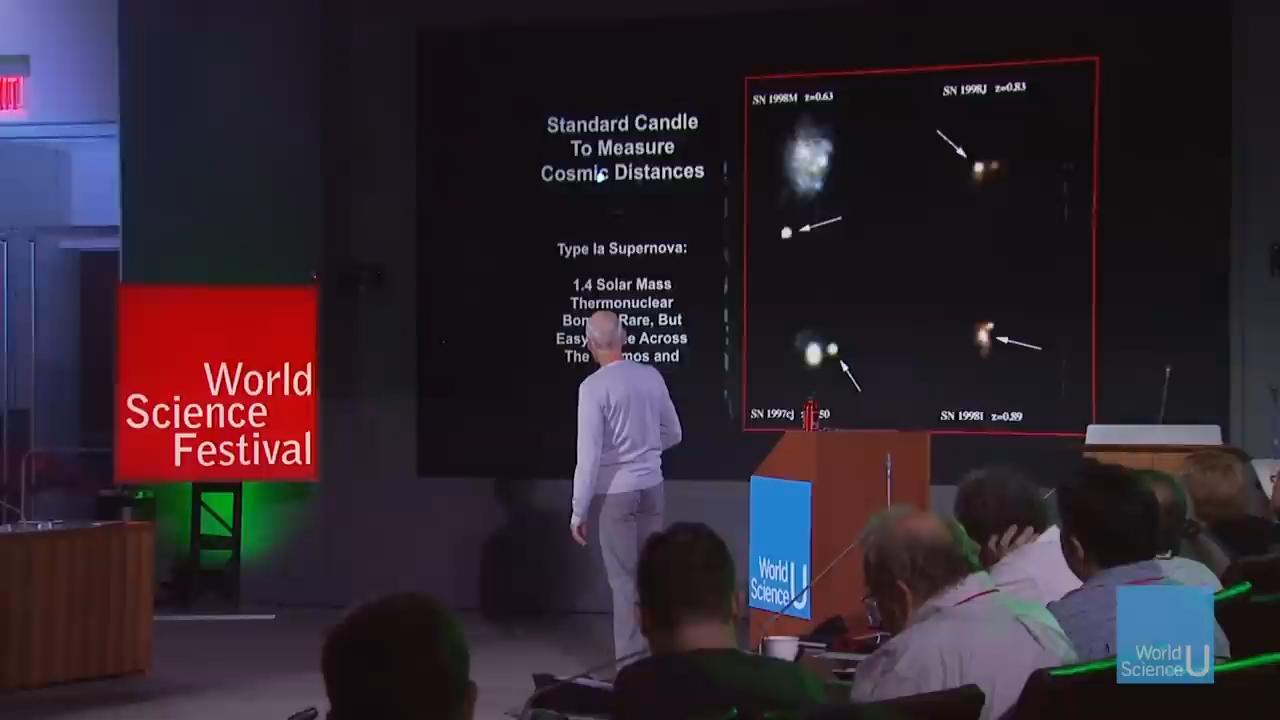 Standard Candle
To Measure
Cosmic Distances
Type Ia Supernova:
1.4 Solar Mass
Thermonuclear
Rare, But
Across
The and
SN 1998M z=0.63
SN 1998J z=0.83
SN 1997cj
SN 1998I z=0.89
World
Science
Festival
World
Science U
World
Science U